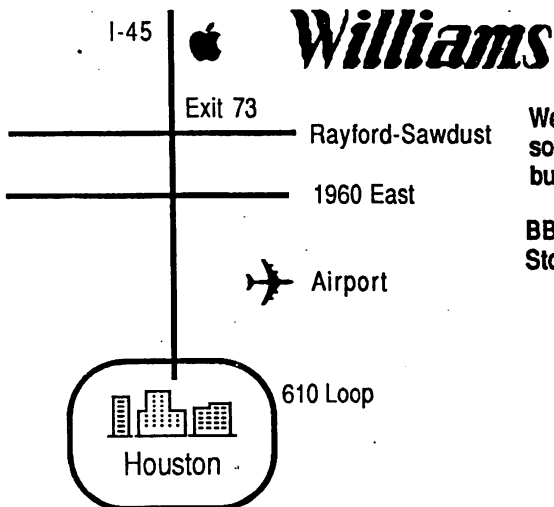 I-45
Williams
Exit 73
Rayford-Sawdust
1960 East
Airport
610 Loop
Houston
We
so
bu
BB
Sto